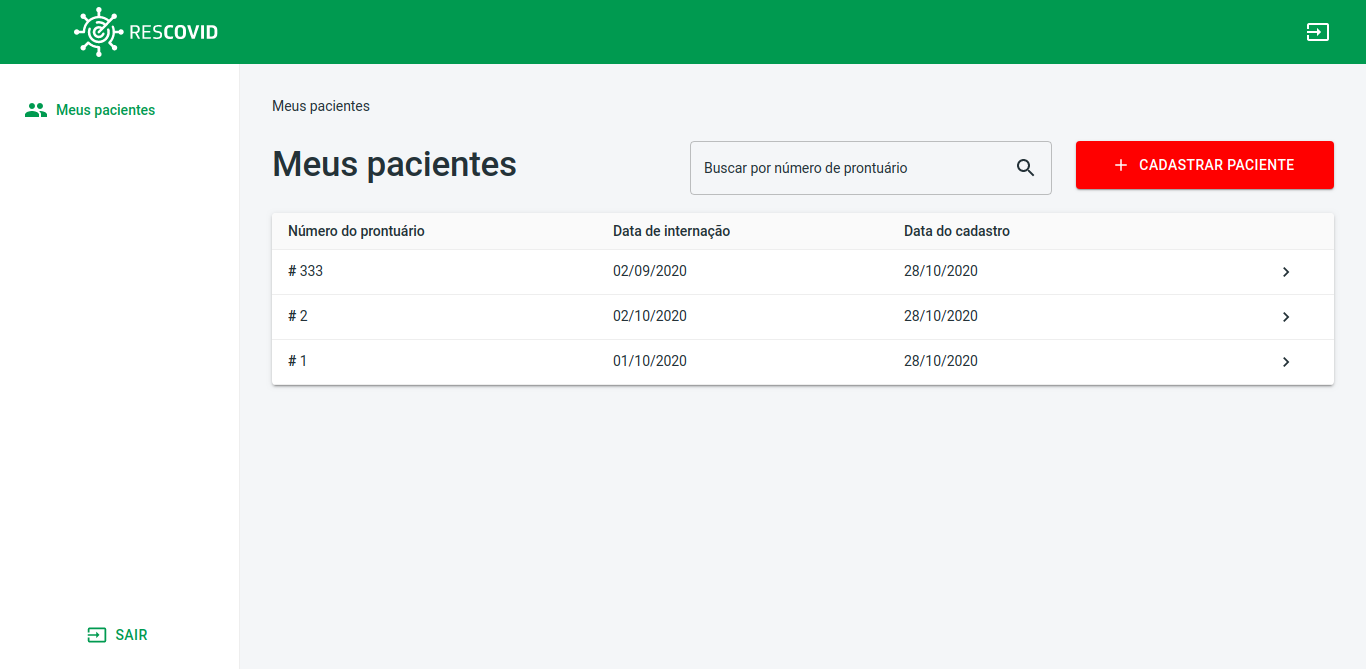 RESCOVID
Meus pacientes
Meus pacientes
Meus pacientes
Buscar por número de prontuário
+ CADASTRAR PACIENTE
Número do prontuário Data de internação Data do cadastro
# 333 02/09/2020 28/10/2020
# 2 02/10/2020 28/10/2020
# 1 01/10/2020 28/10/2020
SAIR